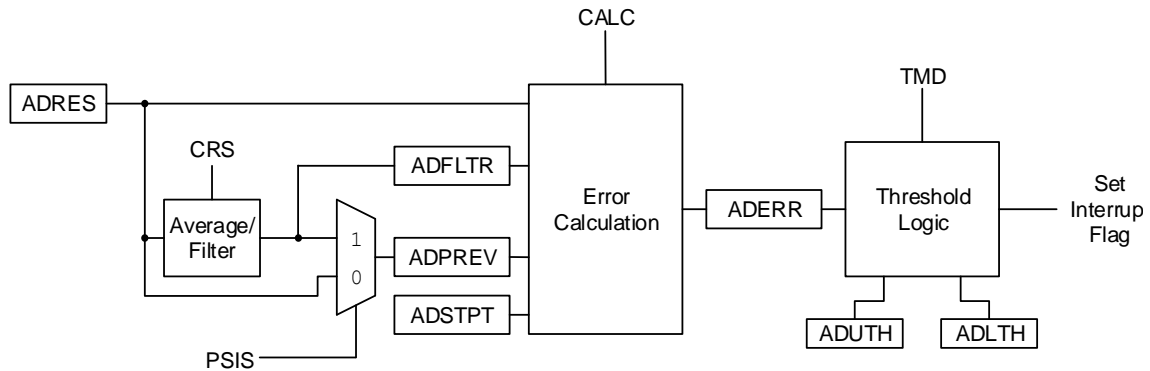 CALC
TMD
ADRES
CRS
ADFLTR
Average/
Filter
Error
Calculation
ADERR
Threshold
Logic
Set
Interrup
Flag
1
ADPREV
0
ADSTPT
PSIS
ADUTH
ADLTH